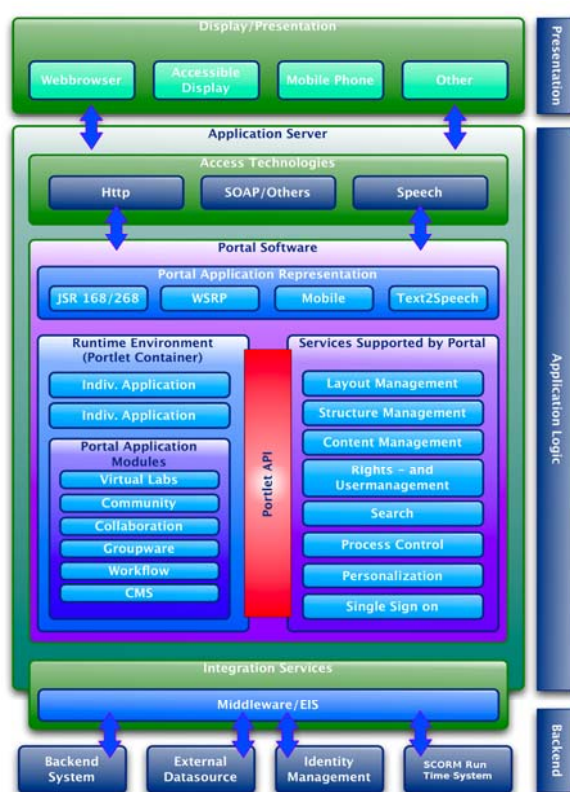 Display/Presentation
Webbrowser
Accessible
Display
Mobile Phone
Other
Presentation
Application Server
Access Technologies
Http
SOAP/Others
Speech
Portal Software
Portal Application Representation
JSR 168/268
WSRP
Mobile
Text2Speech
Runtime Environment
(Portlet Container)
Indiv. Application
Indiv. Application
Portal Application
Modules
Virtual Labs
Community
Collaboration
Groupware
Workflow
CMS
Portlet API
Services Supported by Portal
Layout Management
Structure Management
Content Management
Rights - and
Usermanagement
Search
Process Control
Personalization
Single Sign on
Application Logic
Integration Services
Middleware/EIS
Backend
System
External
Datasource
Identity
Management
SCORM Run
Time System
Backend